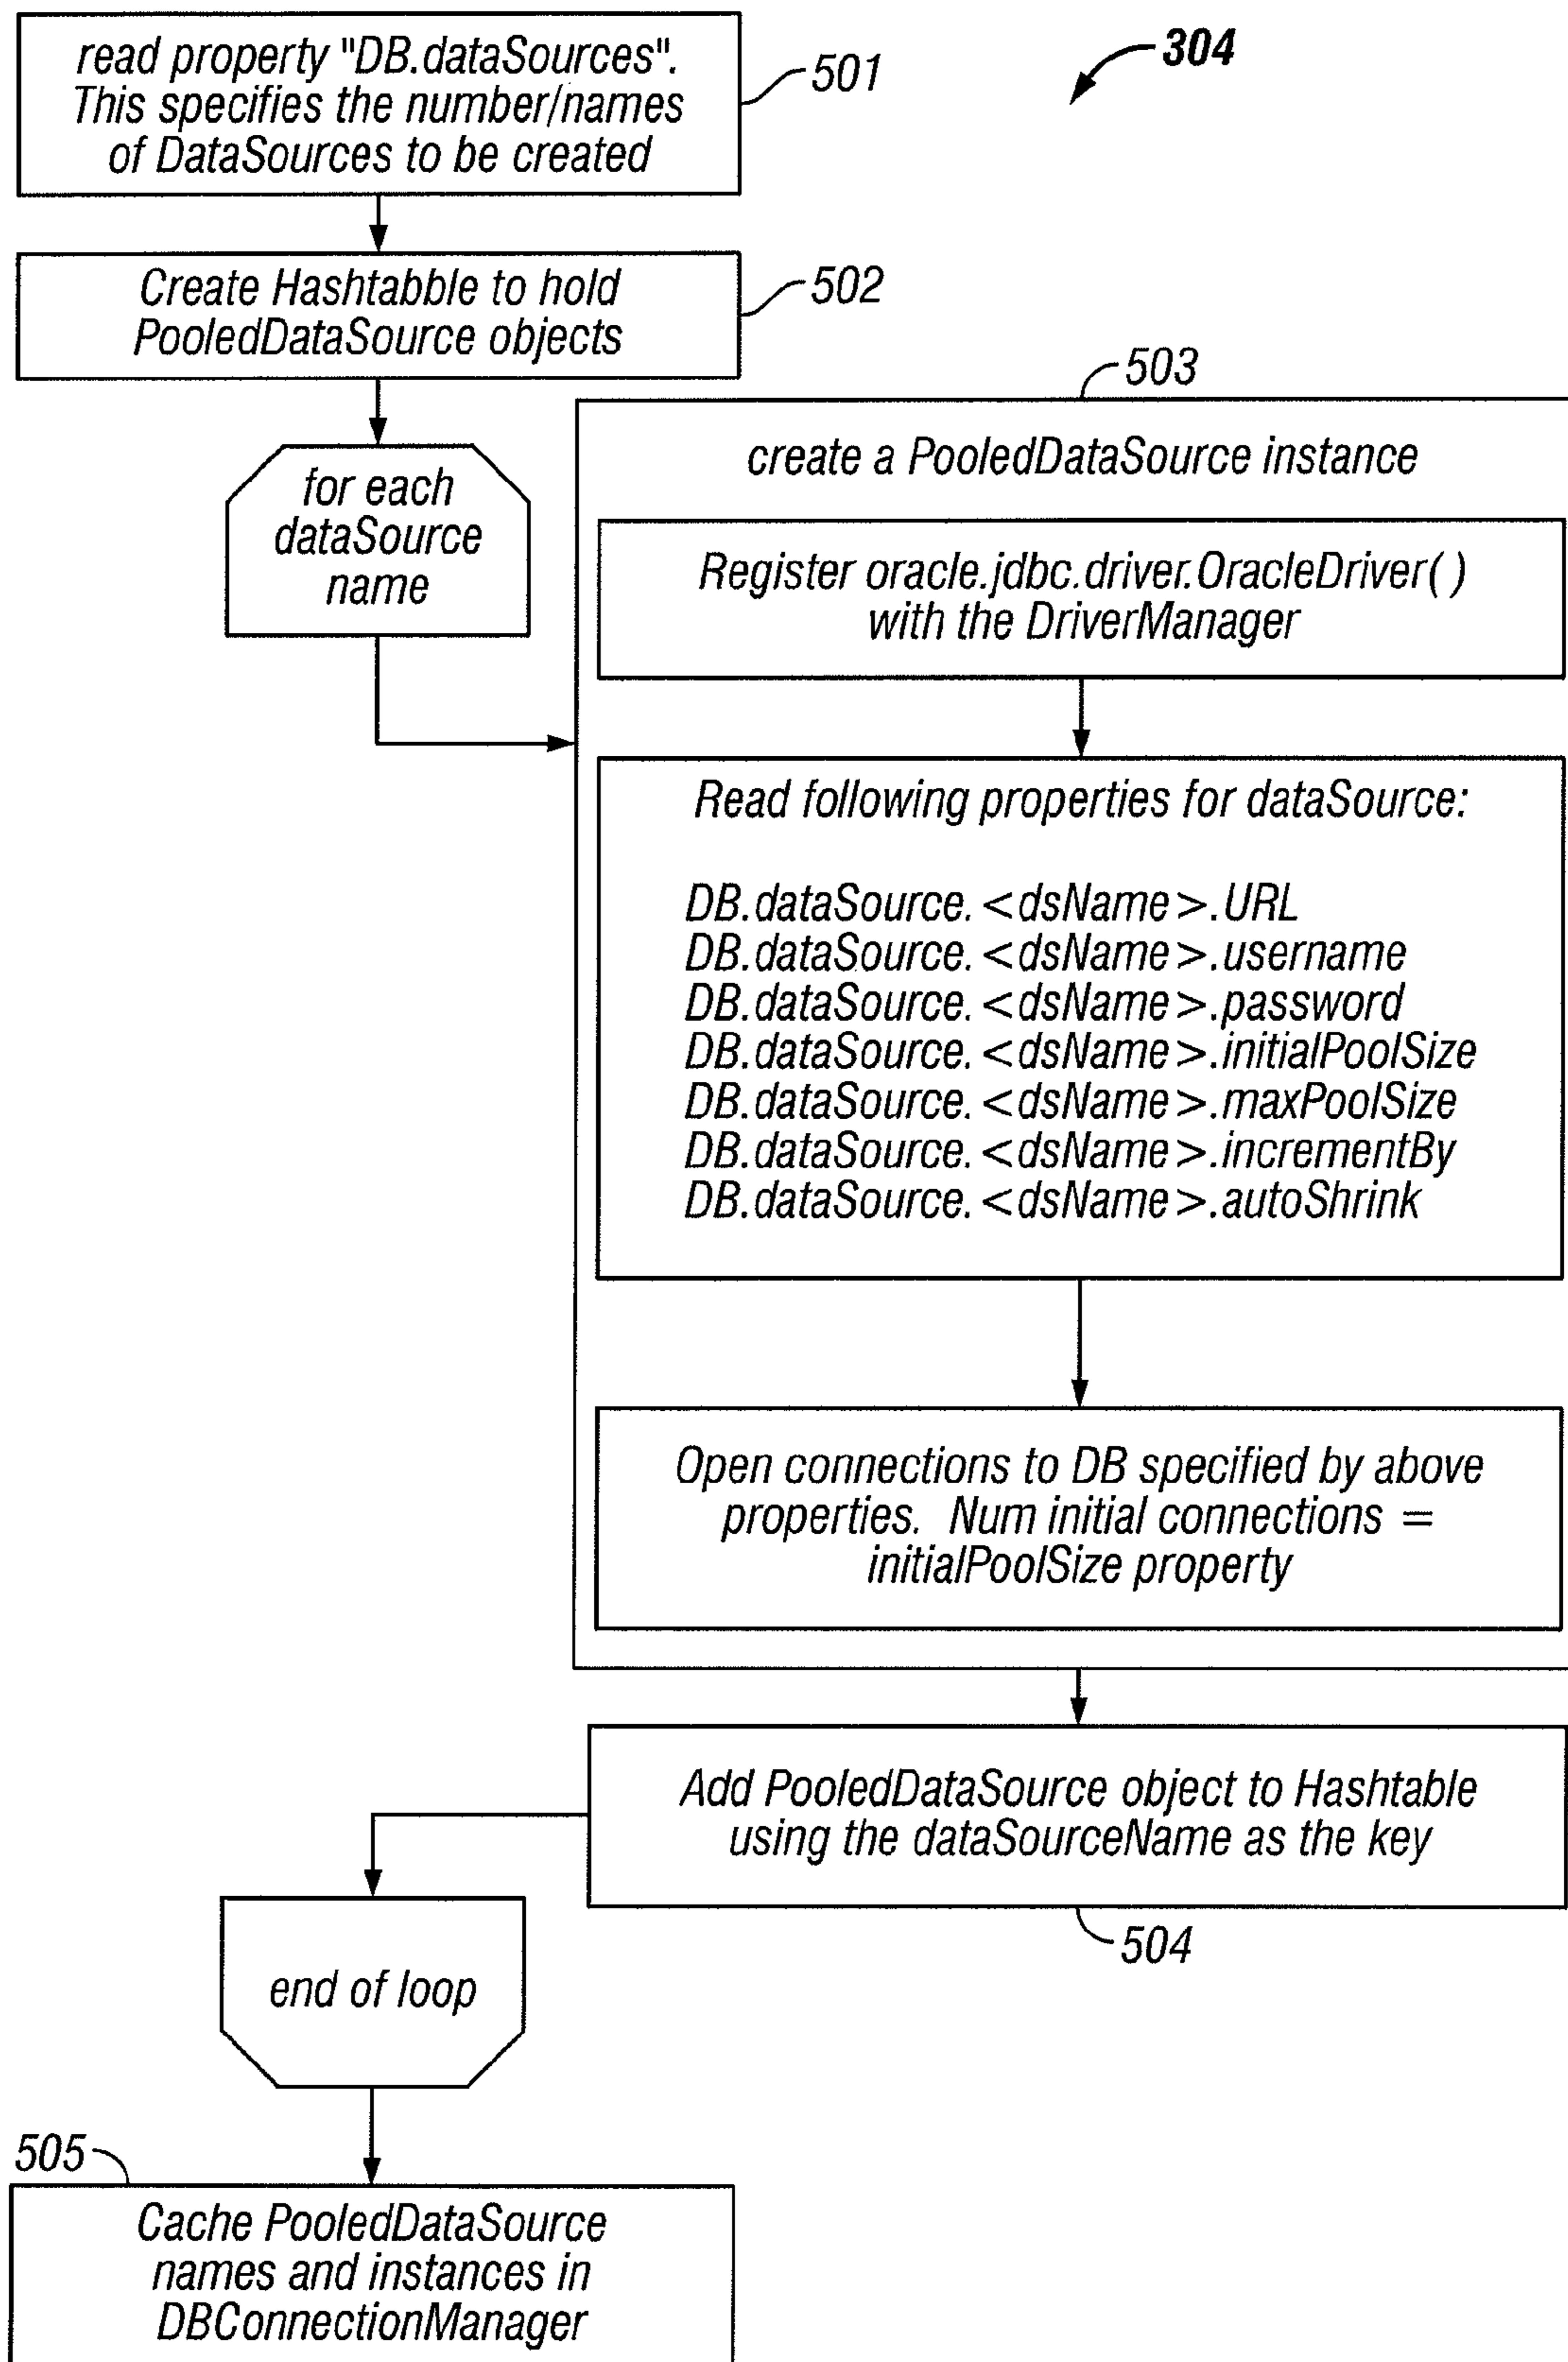 read property "DB.dataSources".
This specifies the number/names
of DataSources to be created
501
304
Create Hashtabble to hold
PooledDataSource objects
502
for each
dataSource
name
503
create a PooledDataSource instance
Register oracle.jdbc.driver.OracleDriver( )
with the DriverManager
Read following properties for dataSource:
DB.dataSource.<dsName>.URL
DB.dataSource.<dsName>.username
DB.dataSource.<dsName>.password
DB.dataSource.<dsName>.initialPoolSize
DB.dataSource.<dsName>.maxPoolSize
DB.dataSource.<dsName>.incrementBy
DB.dataSource.<dsName>.autoShrink
Open connections to DB specified by above
properties. Num initial connections =
initialPoolSize property
Add PooledDataSource object to Hashtable
using the dataSourceName as the key
504
end of loop
505
Cache PooledDataSource
names and instances in
DBConnectionManager